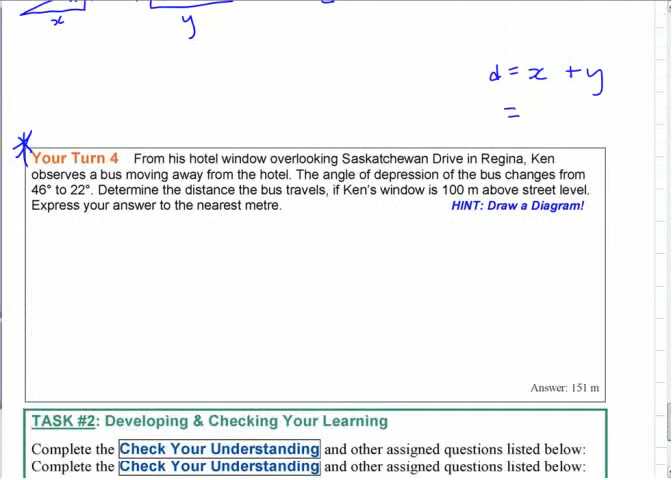 x
y
d = x + y
=
*
Your Turn 4 From his hotel window overlooking Saskatchewan Drive in Regina, Ken
observes a bus moving away from the hotel. The angle of depression of the bus changes from
46° to 22°. Determine the distance the bus travels, if Ken's window is 100 m above street level.
Express your answer to the nearest metre. HINT: Draw a Diagram!
Answer: 151 m
TASK #2: Developing & Checking Your Learning
Complete the Check Your Understanding and other assigned questions listed below:
Complete the Check Your Understanding and other assigned questions listed below: